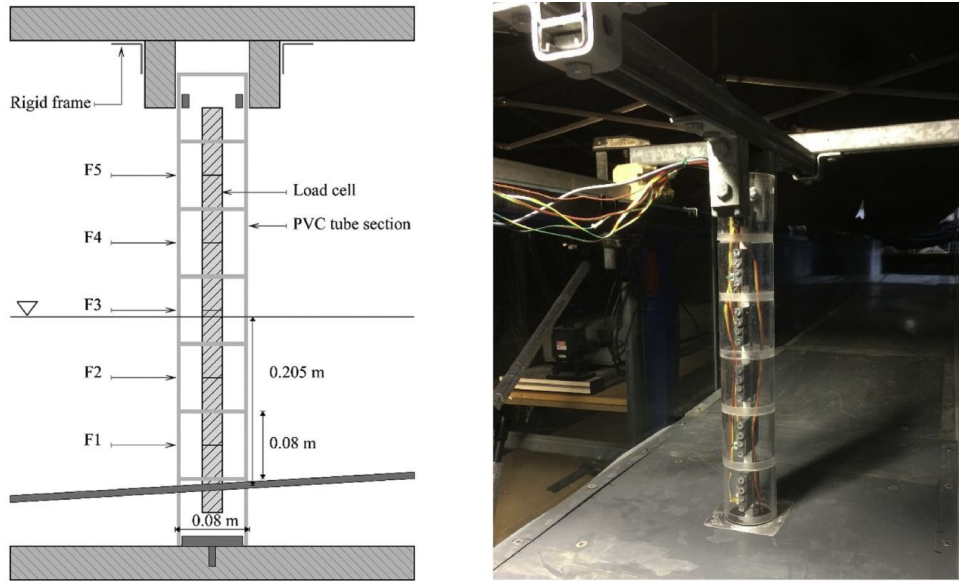 Rigid frame
F5
Load cell
PVC tube section
F4
F3
0.205 m
F2
F1
0.08 m
0.08 m